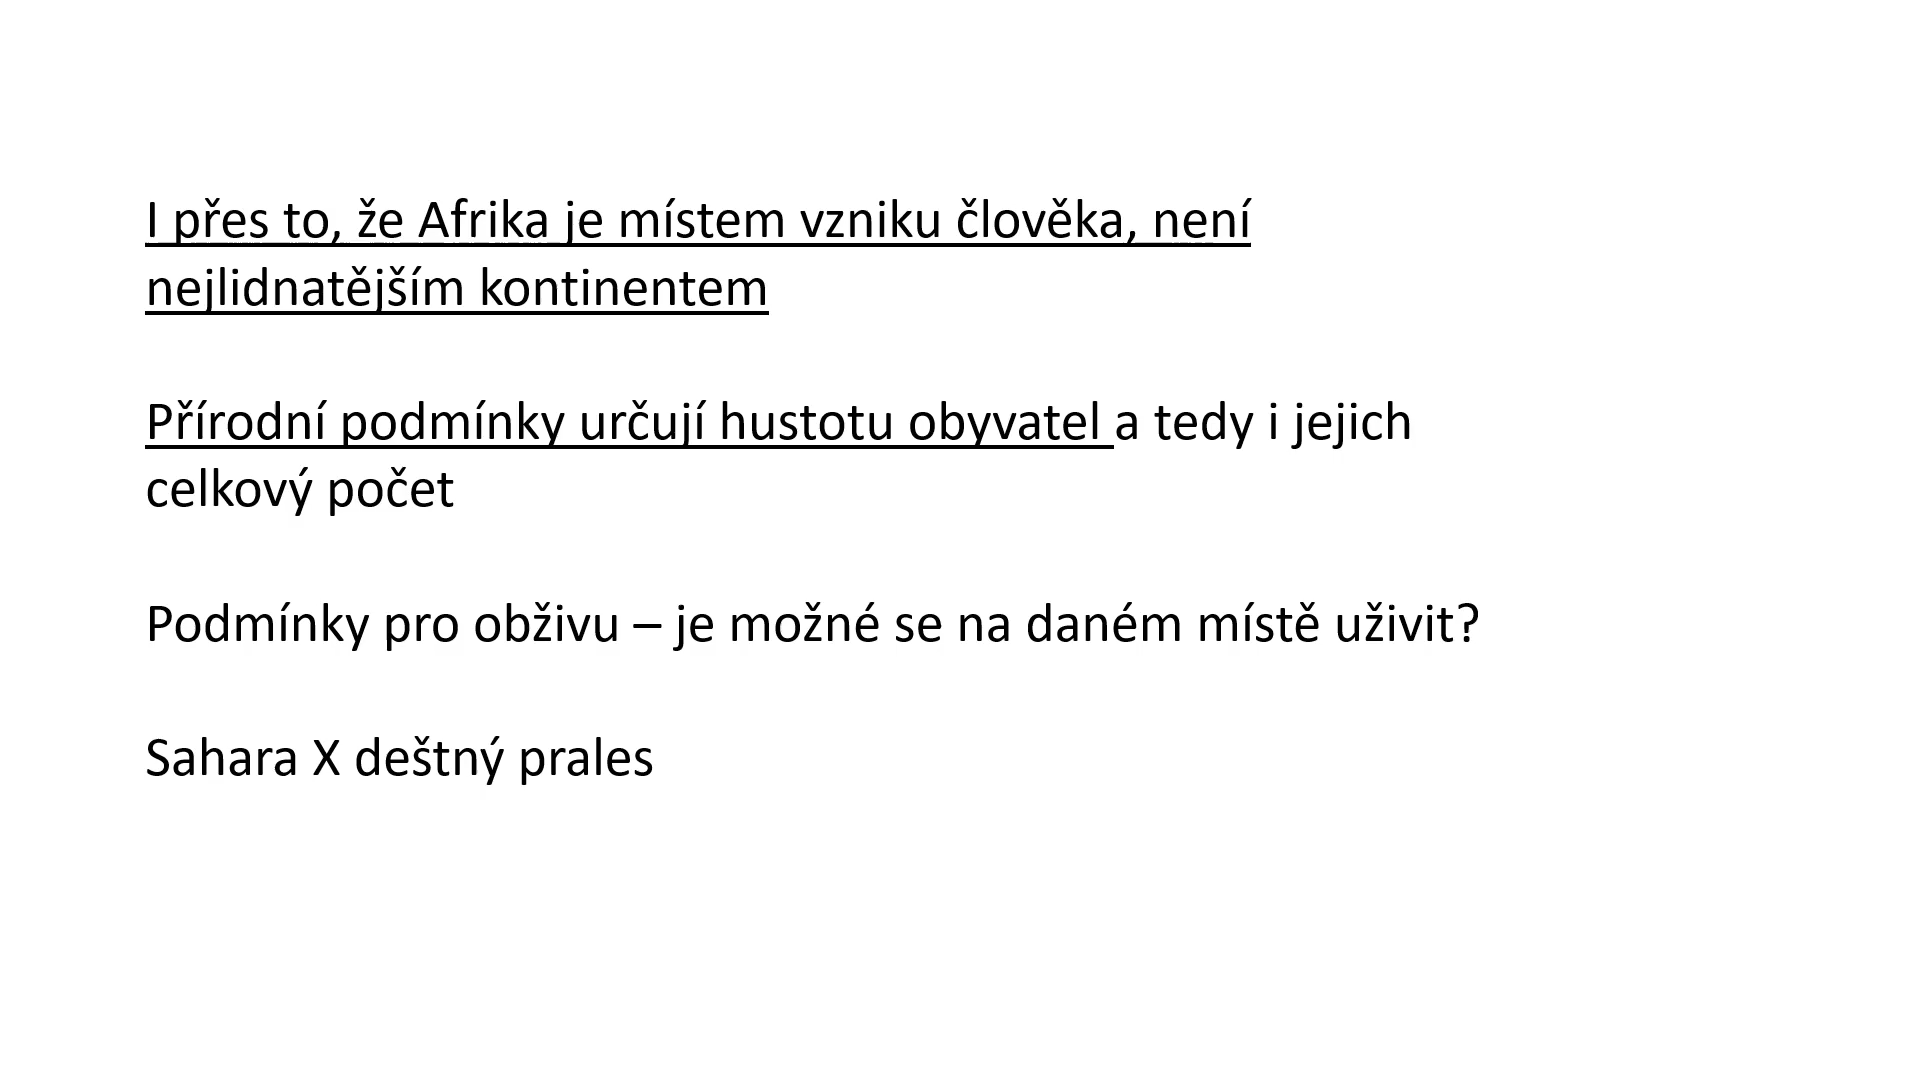 I přes to, že Afrika je místem vzniku člověka, není
nejlidnatějším kontinentem
Přírodní podmínky určují hustotu obyvatel a tedy i jejich
celkový počet
Podmínky pro obživu – je možné se na daném místě uživit?
Sahara X deštný prales